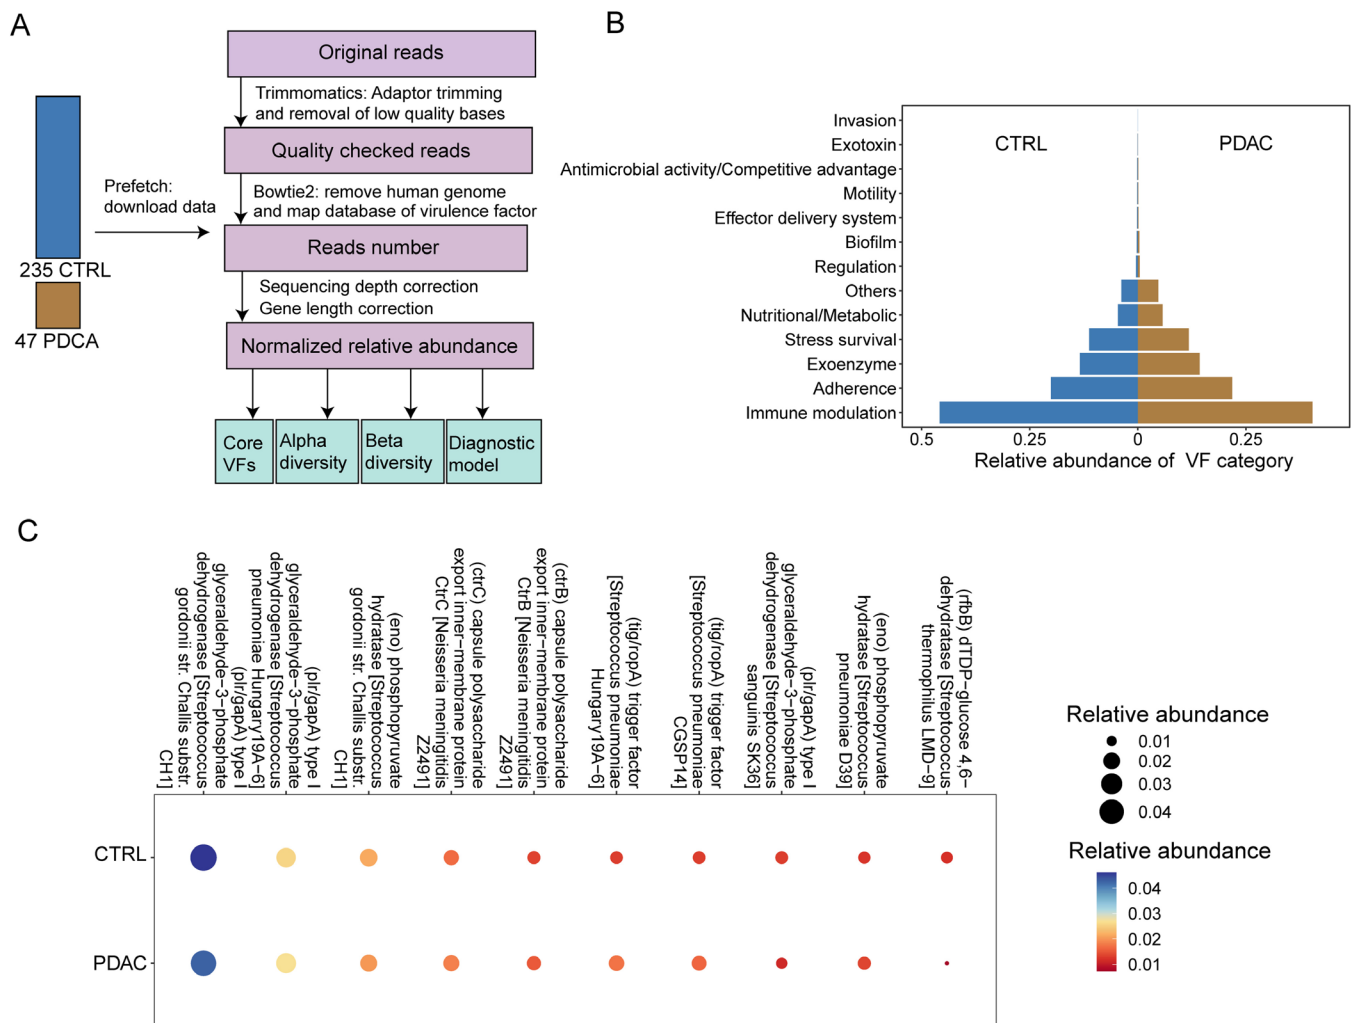 A
Original reads
Trimmomatics: Adaptor trimming
and removal of low quality bases
Quality checked reads
Prefetch:
download data
Bowtie2: remove human genome
and map database of virulence factor
Reads number
235 CTRL
47 PDCA
Sequencing depth correction
Gene length correction
Normalized relative abundance
Core
VFs
Alpha
diversity
Beta
diversity
Diagnostic
model
B
Invasion
Exotoxin
Antimicrobial activity/Competitive advantage
Motility
Effector delivery system
Biofilm
Regulation
Others
Nutritional/Metabolic
Stress survival
Exoenzyme
Adherence
Immune modulation
CTRL
PDAC
0.5
0.25
0
0.25
Relative abundance of VF category
C
(plr/gapA) type I
glyceraldehyde−3−phosphate
dehydrogenase [Streptococcus
gordonii str. Challis substr.
CH1]
(plr/gapA) type I
glyceraldehyde−3−phosphate
dehydrogenase [Streptococcus
pneumoniae Hungary19A−6]
(eno) phosphopyruvate
hydratase [Streptococcus
gordonii str. Challis substr.
CH1]
(ctrC) capsule polysaccharide
export inner−membrane protein
CtrC [Neisseria meningitidis
Z2491]
(ctrB) capsule polysaccharide
export inner−membrane protein
CtrB [Neisseria meningitidis
Z2491]
(tig/ropA) trigger factor
[Streptococcus pneumoniae
Hungary19A−6]
(tig/ropA) trigger factor
[Streptococcus pneumoniae
CGSP14]
(plr/gapA) type I
glyceraldehyde−3−phosphate
dehydrogenase [Streptococcus
sanguinis SK36]
(eno) phosphopyruvate
hydratase [Streptococcus
pneumoniae D39]
(rfbB) dTDP−glucose 4,6−
dehydratase [Streptococcus
thermophilus LMD−9]
CTRL
PDAC
Relative abundance
0.01
0.02
0.03
0.04
Relative abundance
0.04
0.03
0.02
0.01